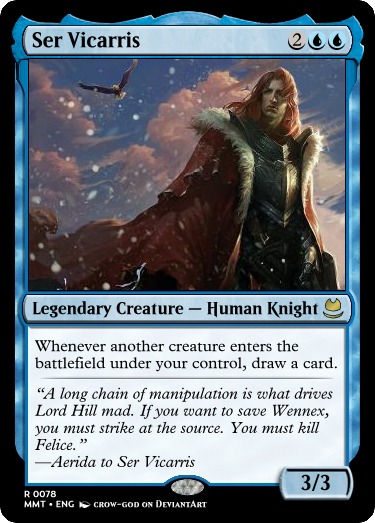 Ser Vicarris 2
Legendary Creature — Human Knight
Whenever another creature enters the
battlefield under your control, draw a card.
“A long chain of manipulation is what drives
Lord Hill mad. If you want to save Wennex,
you must strike at the source. You must kill
Felice.”
—Aerida to Ser Vicarris
3/3
R 0078
MMT • ENG CROW-GOD ON DEVIANTART